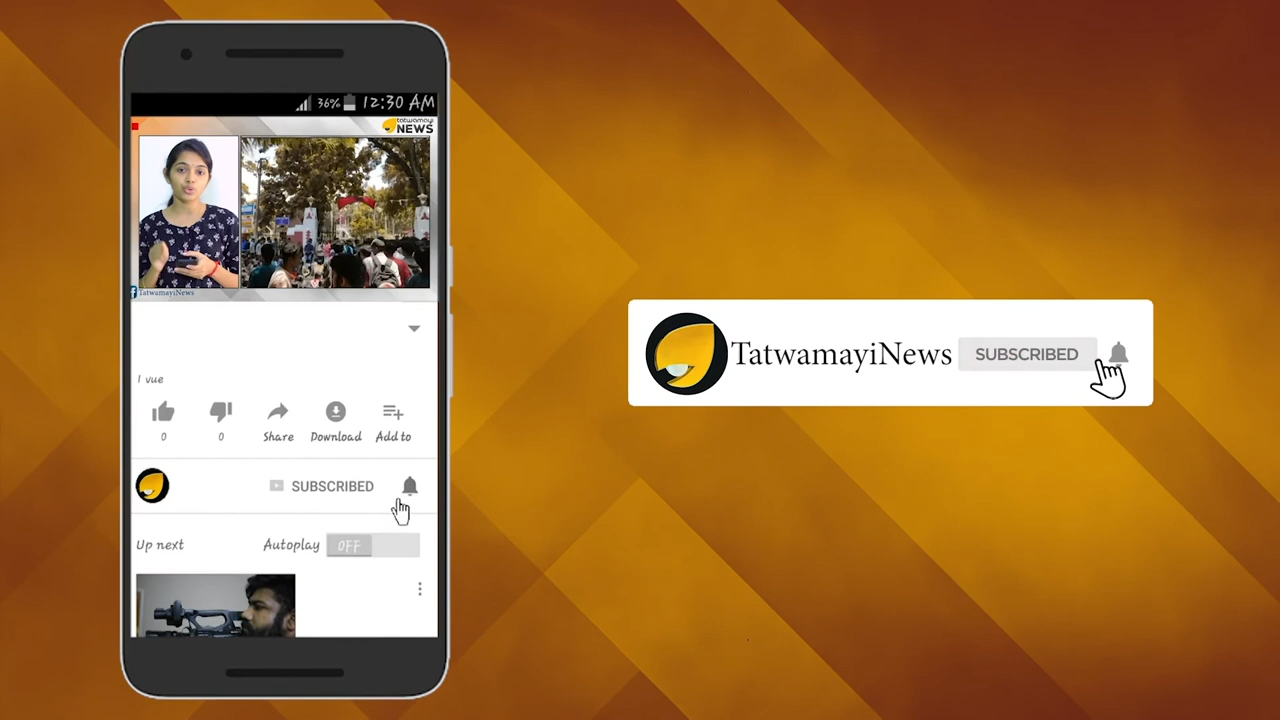 36% 12:30 AM
tatwamayi
NEWS
TatwamayiNews
1 vue
0 0 Share Download Add to
SUBSCRIBED
Up next Autoplay OFF
TatwamayiNews SUBSCRIBED